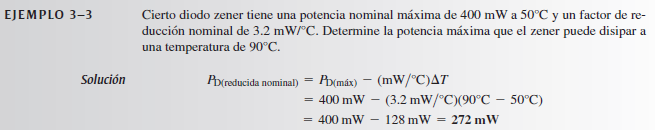 EJEMPLO 3–3 Cierto diodo zener tiene una potencia nominal máxima de 400 mW a 50°C y un factor de re-
ducción nominal de 3.2 mW/°C. Determine la potencia máxima que el zener puede disipar a
una temperatura de 90°C.
Solución P_D(reducida nominal) = P_D(máx) − (mW/°C)ΔT
= 400 mW − (3.2 mW/°C)(90°C − 50°C)
= 400 mW − 128 mW = 272 mW